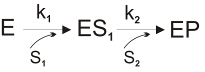 k₁ k₂
E ES₁ EP
S₁ S₂